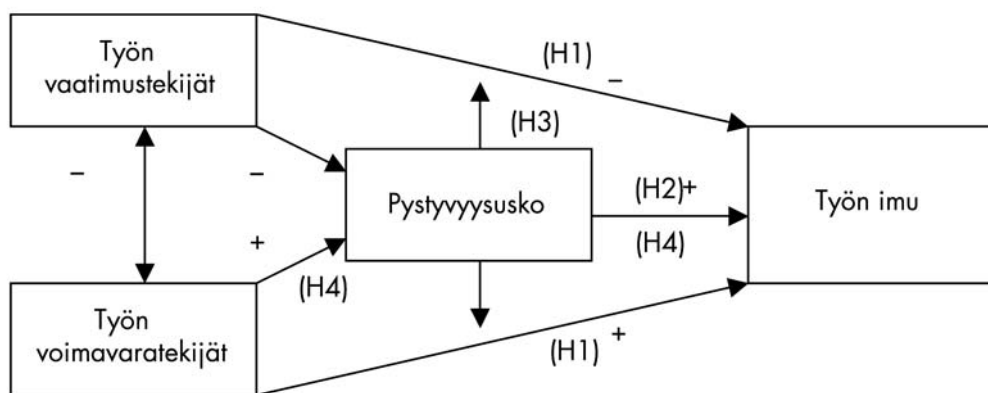 Työn
vaatimustekijät
(H1)
–
(H3)
–
–
Pystyvyysusko
(H2)+
(H4)
Työn imu
+
(H4)
Työn
voimavaratekijät
(H1)
+